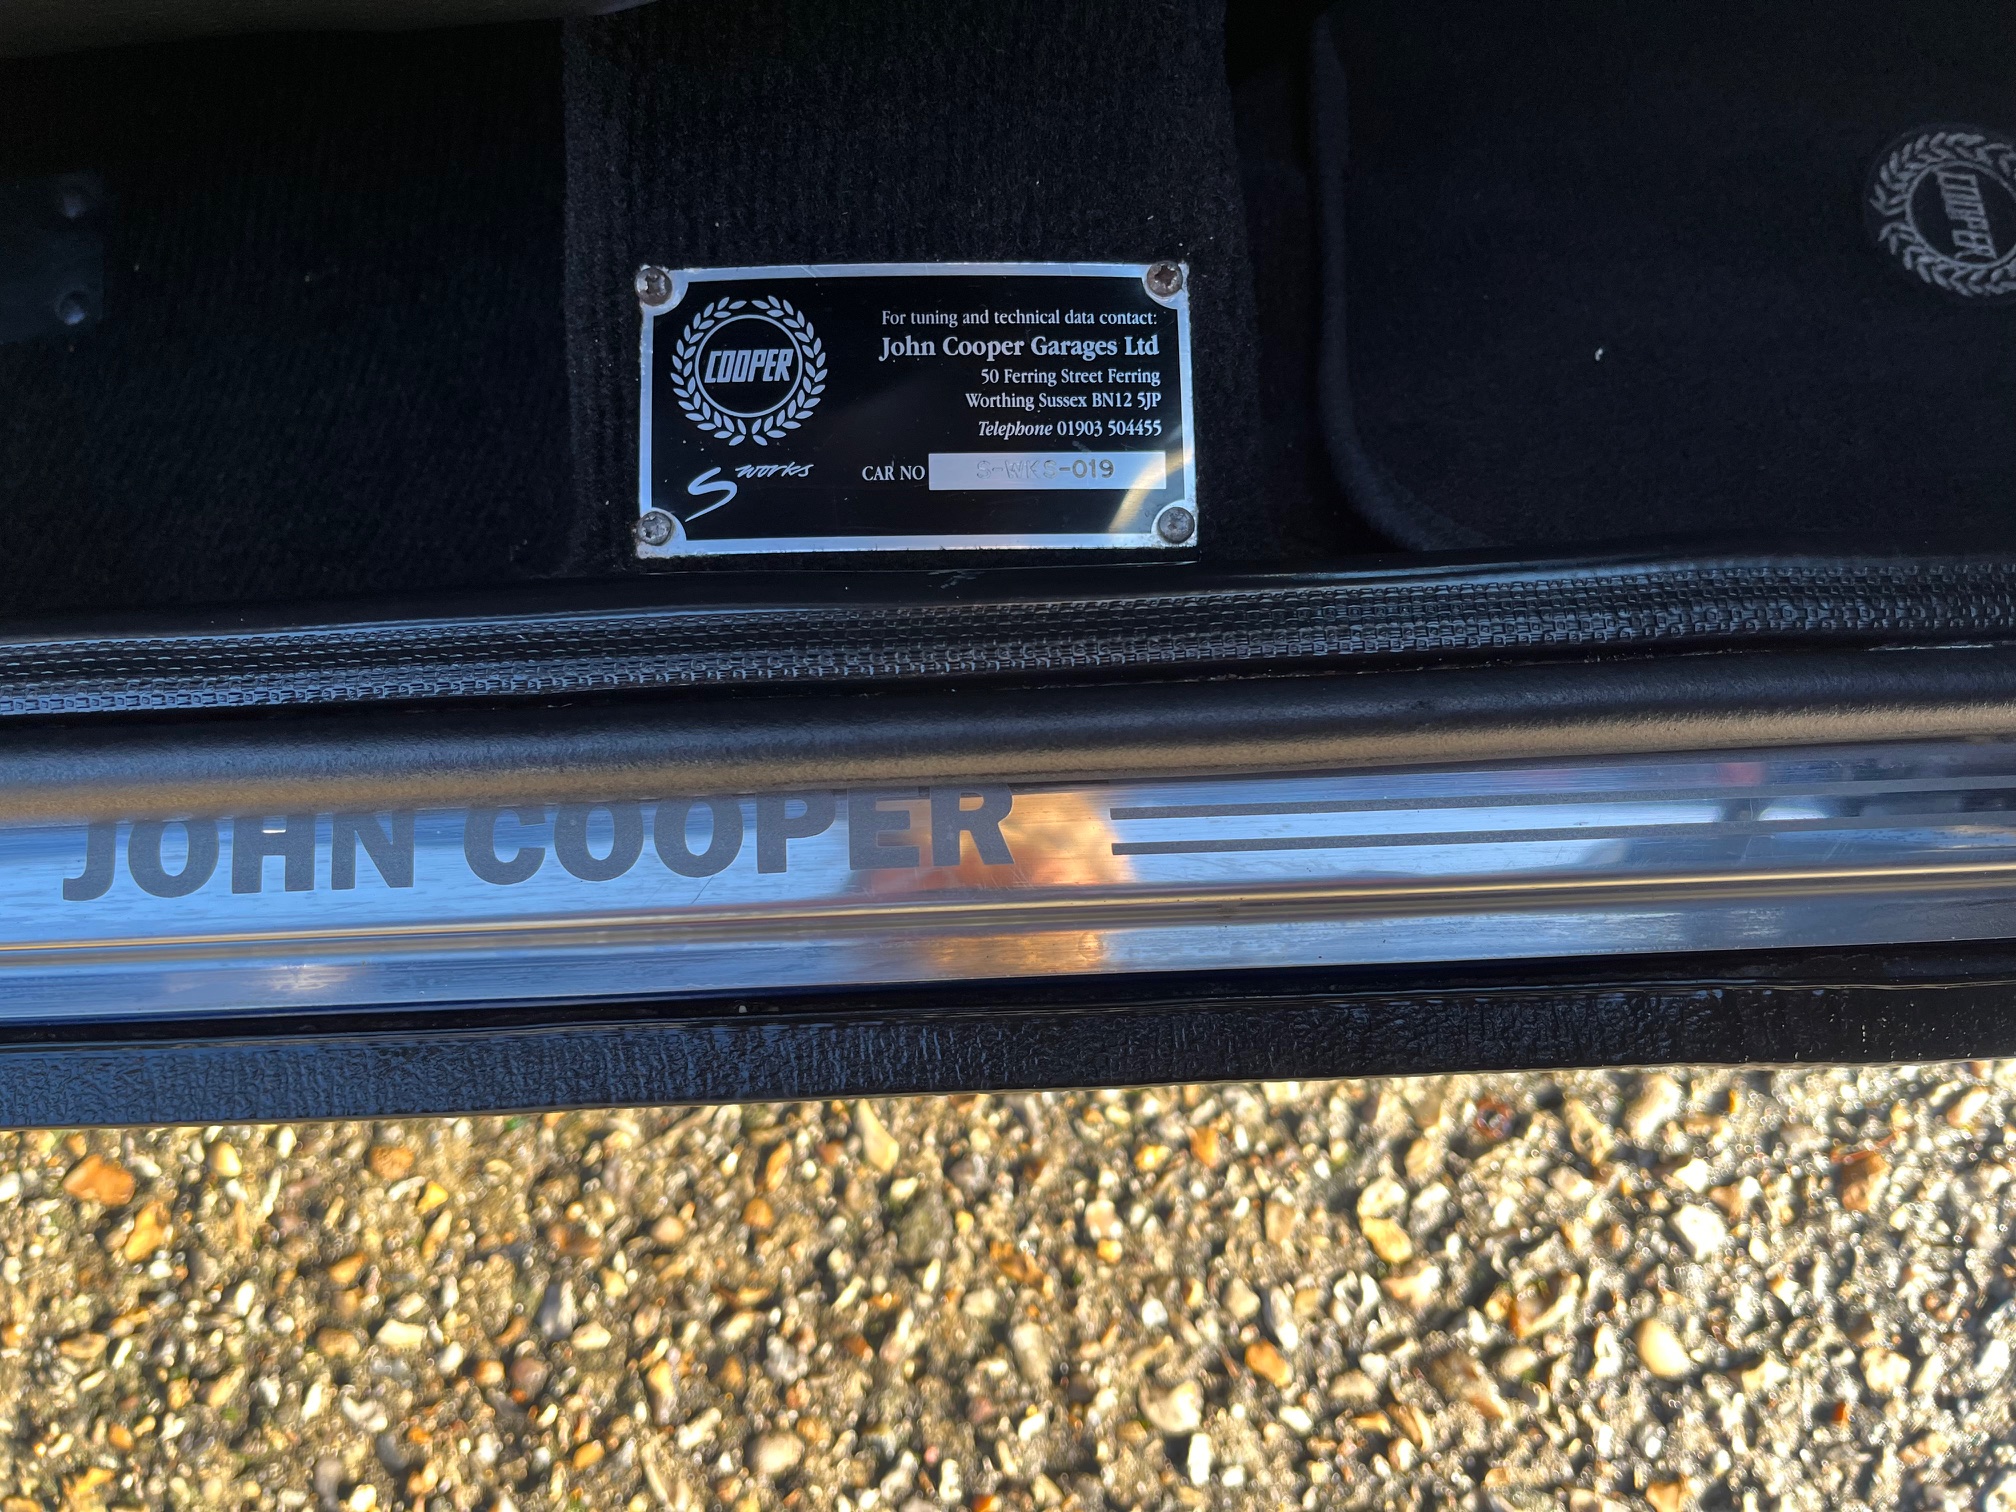 COOPER
For tuning and technical data contact:
John Cooper Garages Ltd
50 Ferring Street Ferring
Worthing Sussex BN12 5JP
Telephone 01903 504455
S works
CAR NO S-WKS-019
COOPER
JOHN COOPER